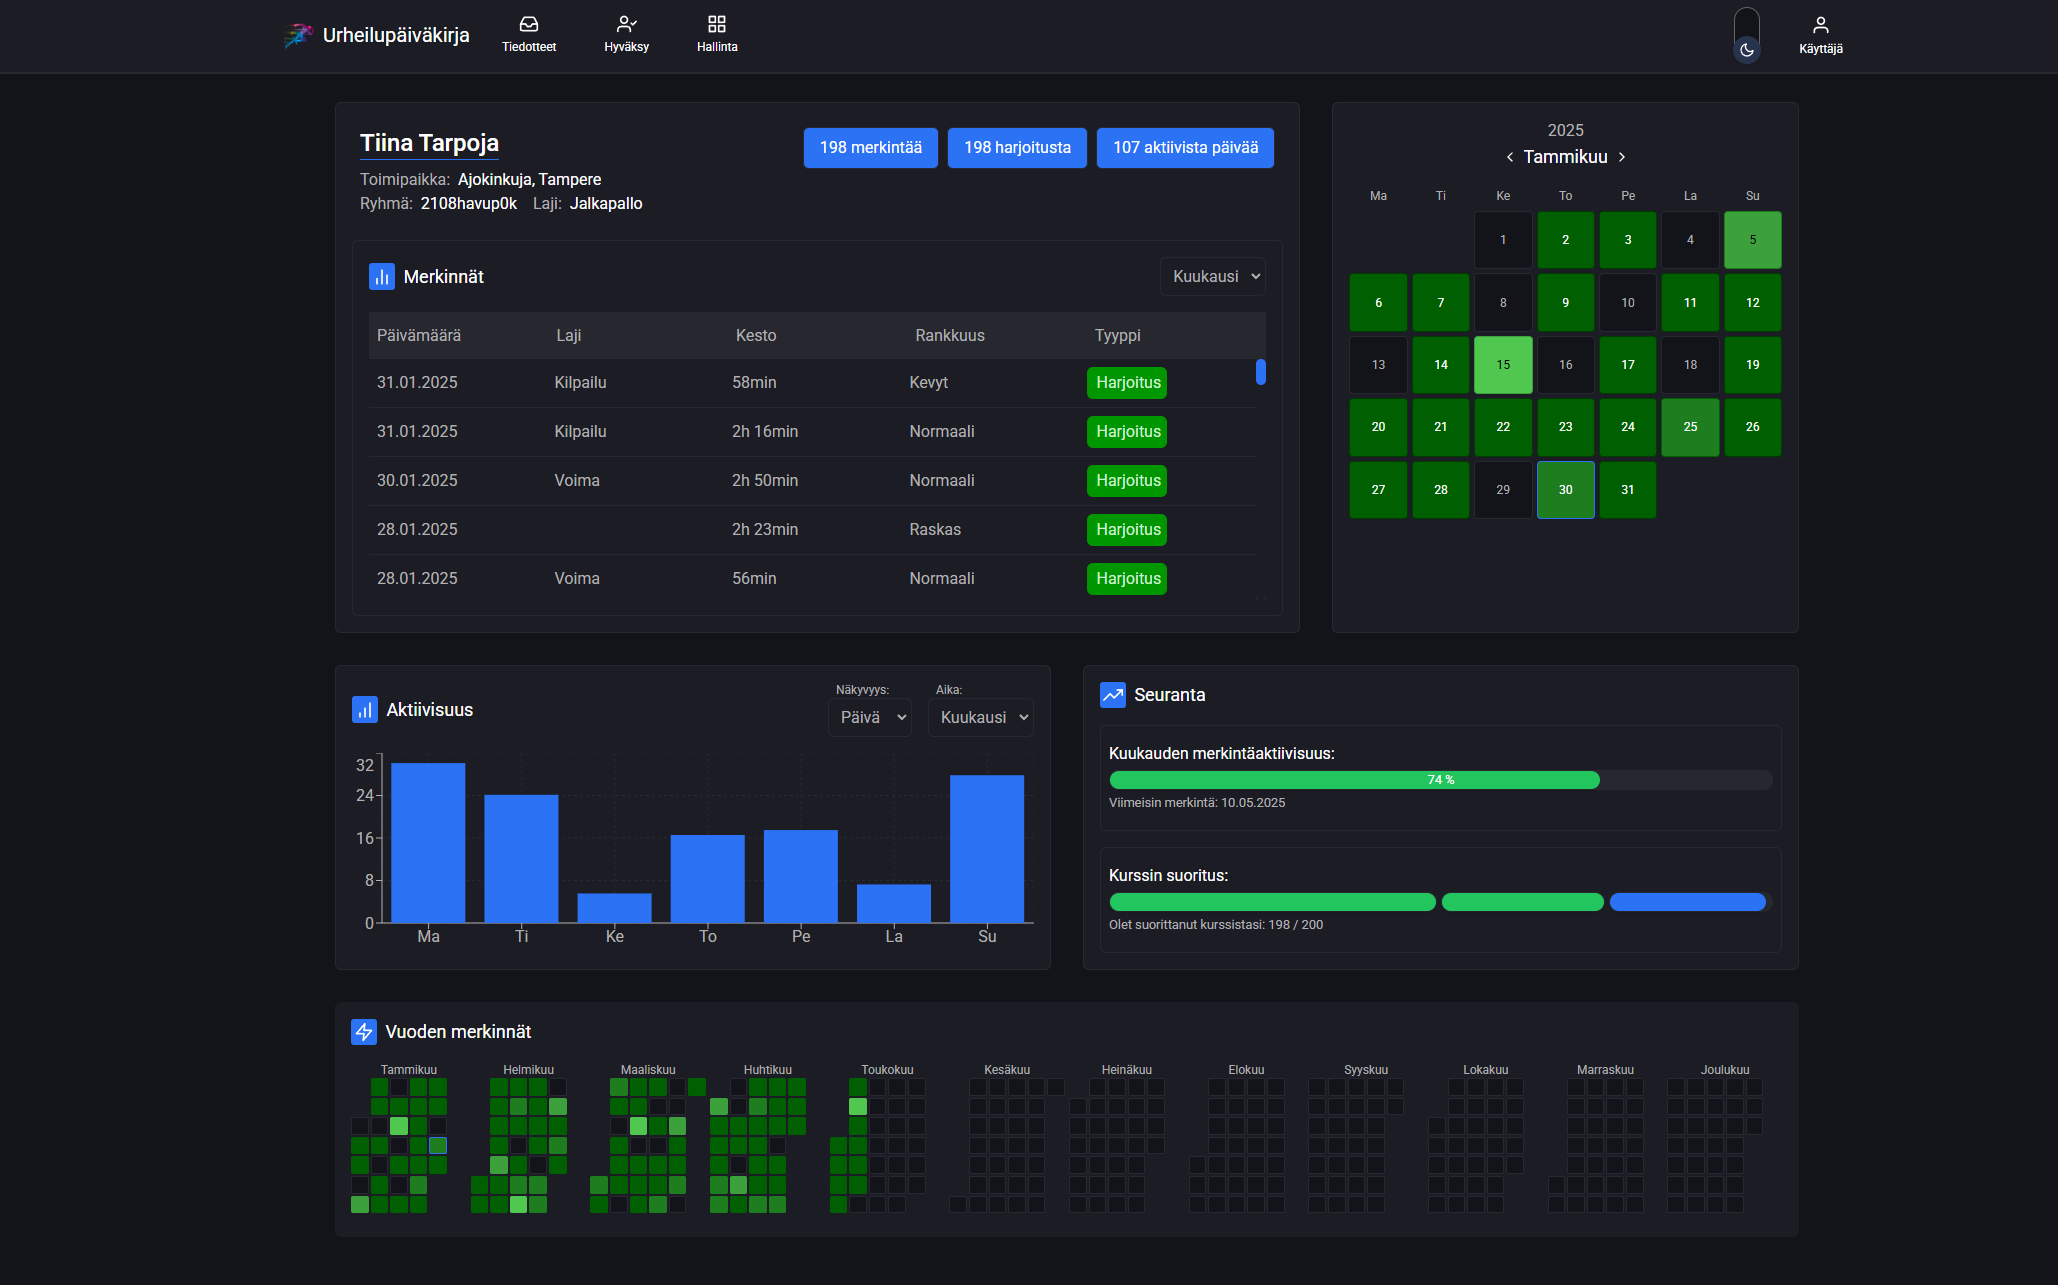 Urheilupäiväkirja
Tiedotteet
Hyväksy
Hallinta
Käyttäjä
Tiina Tarpoja
198 merkintää
198 harjoitusta
107 aktiivista päivää
Toimipaikka: Ajokinkuja, Tampere
Ryhmä: 2108havup0k Laji: Jalkapallo
Merkinnät
Kuukausi
Päivämäärä Laji Kesto Rankkuus Tyyppi
31.01.2025 Kilpailu 58min Kevyt Harjoitus
31.01.2025 Kilpailu 2h 16min Normaali Harjoitus
30.01.2025 Voima 2h 50min Normaali Harjoitus
28.01.2025 2h 23min Raskas Harjoitus
28.01.2025 Voima 56min Normaali Harjoitus
2025
Tammikuu
Ma Ti Ke To Pe La Su
1 2 3 4 5
6 7 8 9 10 11 12
13 14 15 16 17 18 19
20 21 22 23 24 25 26
27 28 29 30 31
Aktiivisuus
Näkyvyys:
Päivä
Aika:
Kuukausi
32
24
16
8
0
Ma Ti Ke To Pe La Su
Seuranta
Kuukauden merkintäaktiivisuus:
74 %
Viimeisin merkintä: 10.05.2025
Kurssin suoritus:
Olet suorittanut kurssistasi: 198 / 200
Vuoden merkinnät
Tammikuu Helmikuu Maaliskuu Huhtikuu Toukokuu Kesäkuu Heinäkuu Elokuu Syyskuu Lokakuu Marraskuu Joulukuu